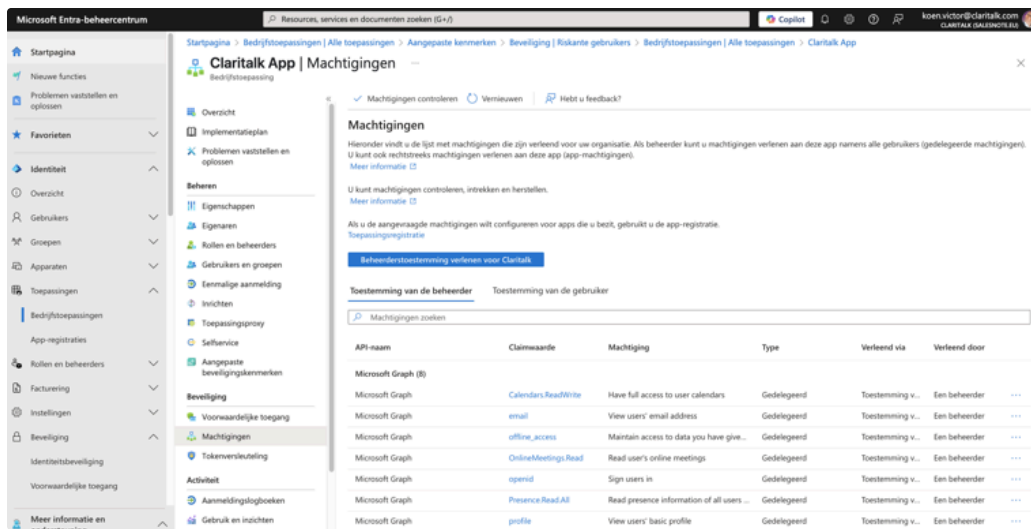 Microsoft Entra-beheercentrum
Resources, services en documenten zoeken (G+/)
Copilot
koen.victor@claritalk.com
CLARITALK (SALESNOTE.EU)
Startpagina
Nieuwe functies
Problemen vaststellen en
oplossen
Favorieten
Identiteit
Overzicht
Gebruikers
Groepen
Apparaten
Toepassingen
Bedrijfstoepassingen
App-registraties
Rollen en beheerders
Facturering
Instellingen
Beveiliging
Identiteitsbeveiliging
Voorwaardelijke toegang
Meer informatie en
Startpagina > Bedrijfstoepassingen | Alle toepassingen > Aangepaste kenmerken > Beveiliging | Riskante gebruikers > Bedrijfstoepassingen | Alle toepassingen > Claritalk App
Claritalk App | Machtigingen ...
Bedrijfstoepassing
Overzicht
Implementatieplan
Problemen vaststellen en
oplossen
Beheren
Eigenschappen
Eigenaren
Rollen en beheerders
Gebruikers en groepen
Eenmalige aanmelding
Inrichten
Toepassingsproxy
Selfservice
Aangepaste
beveiligingskenmerken
Beveiliging
Voorwaardelijke toegang
Machtigingen
Tokenversleuteling
Activiteit
Aanmeldingslogboeken
Gebruik en inzichten
Machtigingen controleren Vernieuwen Hebt u feedback?
Machtigingen
Hieronder vindt u de lijst met machtigingen die zijn verleend voor uw organisatie. Als beheerder kunt u machtigingen verlenen aan deze app namens alle gebruikers (gedelegeerde machtigingen).
U kunt ook rechtstreeks machtigingen verlenen aan deze app (app-machtigingen).
Meer informatie
U kunt machtigingen controleren, intrekken en herstellen.
Meer informatie
Als u de aangevraagde machtigingen wilt configureren voor apps die u bezit, gebruikt u de app-registratie.
Toepassingsregistratie
Beheerderstoestemming verlenen voor Claritalk
Toestemming van de beheerder Toestemming van de gebruiker
Machtigingen zoeken
API-naam Claimwaarde Machtiging Type Verleend via Verleend door
Microsoft Graph (8)
Microsoft Graph Calendars.ReadWrite Have full access to user calendars Gedelegeerd Toestemming v... Een beheerder ...
Microsoft Graph email View users' email address Gedelegeerd Toestemming v... Een beheerder ...
Microsoft Graph offline_access Maintain access to data you have give... Gedelegeerd Toestemming v... Een beheerder ...
Microsoft Graph OnlineMeetings.Read Read user's online meetings Gedelegeerd Toestemming v... Een beheerder ...
Microsoft Graph openid Sign users in Gedelegeerd Toestemming v... Een beheerder ...
Microsoft Graph Presence.Read.All Read presence information of all users ... Gedelegeerd Toestemming v... Een beheerder ...
Microsoft Graph profile View users' basic profile Gedelegeerd Toestemming v... Een beheerder ...